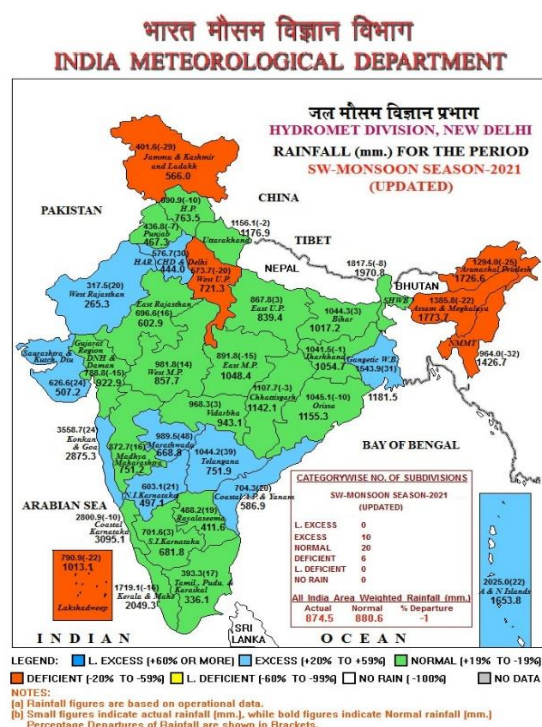 भारत मौसम विज्ञान विभाग
INDIA METEOROLOGICAL DEPARTMENT
जल मौसम विज्ञान प्रभाग
HYDROMET DIVISION, NEW DELHI
RAINFALL (mm.) FOR THE PERIOD
SW-MONSOON SEASON-2021
(UPDATED)
401.6(-29)
Jammu & Kashmir
and Ladakh
566.0
CHINA
690.9(-10)
H.P.
763.5
PAKISTAN
436.8(-7)
Punjab
467.3
1156.1(-2)
1176.9
Uttarakhand
TIBET
576.7(30)
HAR. CHD & Delhi
444.0
573.7(-20)
West U.P.
721.3
NEPAL
1817.5(-8)
1970.8
SHWB
BHUTAN
1294.0(-25)
Arunachal Pradesh
1726.6
317.5(20)
West Rajasthan
265.3
East Rajasthan
696.6(16)
602.9
867.8(3)
East U.P.
839.4
1044.3(3)
Bihar
1017.2
1385.8(-22)
Assam & Meghalaya
1773.7
NMMT
964.0(-32)
1426.7
Saurashtra &
Kutch, Diu
626.6(24)
507.2
Gujarat
Region
DNH &
Daman
788.8(-15)
922.9
981.8(14)
West M.P.
857.7
891.8(-15)
East M.P.
1048.4
1041.5(-1)
Jharkhand
1054.7
Gangetic W.B.
1543.9(31)
1181.5
1107.7(-3)
Chhattisgarh
1142.1
1045.1(-10)
Orissa
1155.3
968.3(3)
Vidarbha
943.1
3558.7(24)
Konkan
& Goa
2875.3
872.7(16)
Madhya
Maharashtra
751.2
989.5(48)
Marathwada
668.8
1044.2(39)
Telangana
751.9
BAY OF BENGAL
603.1(21)
N.I.Karnataka
497.1
704.3(20)
Coastal A.P. & Yanam
586.9
ARABIAN SEA
2800.9(-10)
Coastal
Karnataka
3095.1
488.2(19)
Rayalaseema
411.6
701.6(3)
S.I.Karnataka
681.8
790.9(-22)
1013.1
Lakshadweep
393.3(17)
Tamil, Pudu. &
Karaikal
336.1
Kerala & Mahe
2049.3
SRI
LANKA
INDIAN OCEAN
CATEGORYWISE NO. OF SUBDIVISIONS
SW-MONSOON SEASON-2021
(UPDATED)
L. EXCESS 0
EXCESS 10
NORMAL 20
DEFICIENT 6
L. DEFICIENT 0
NO RAIN 0
All India Area Weighted Rainfall (mm.)
Actual Normal % Departure
874.5 880.6 -1
2025.0(22)
A & N Islands
1653.8
LEGEND: L. EXCESS (+60% OR MORE) EXCESS (+20% TO +59%) NORMAL (+19% TO -19%)
DEFICIENT (-20% TO -59%) L. DEFICIENT (-60% TO -99%) NO RAIN (-100%) NO DATA
NOTES:
(a) Rainfall figures are based on operational data.
(b) Small figures indicate actual rainfall (mm.), while bold figures indicate Normal rainfall (mm.)
Percentage Departures of Rainfall are shown in Brackets.